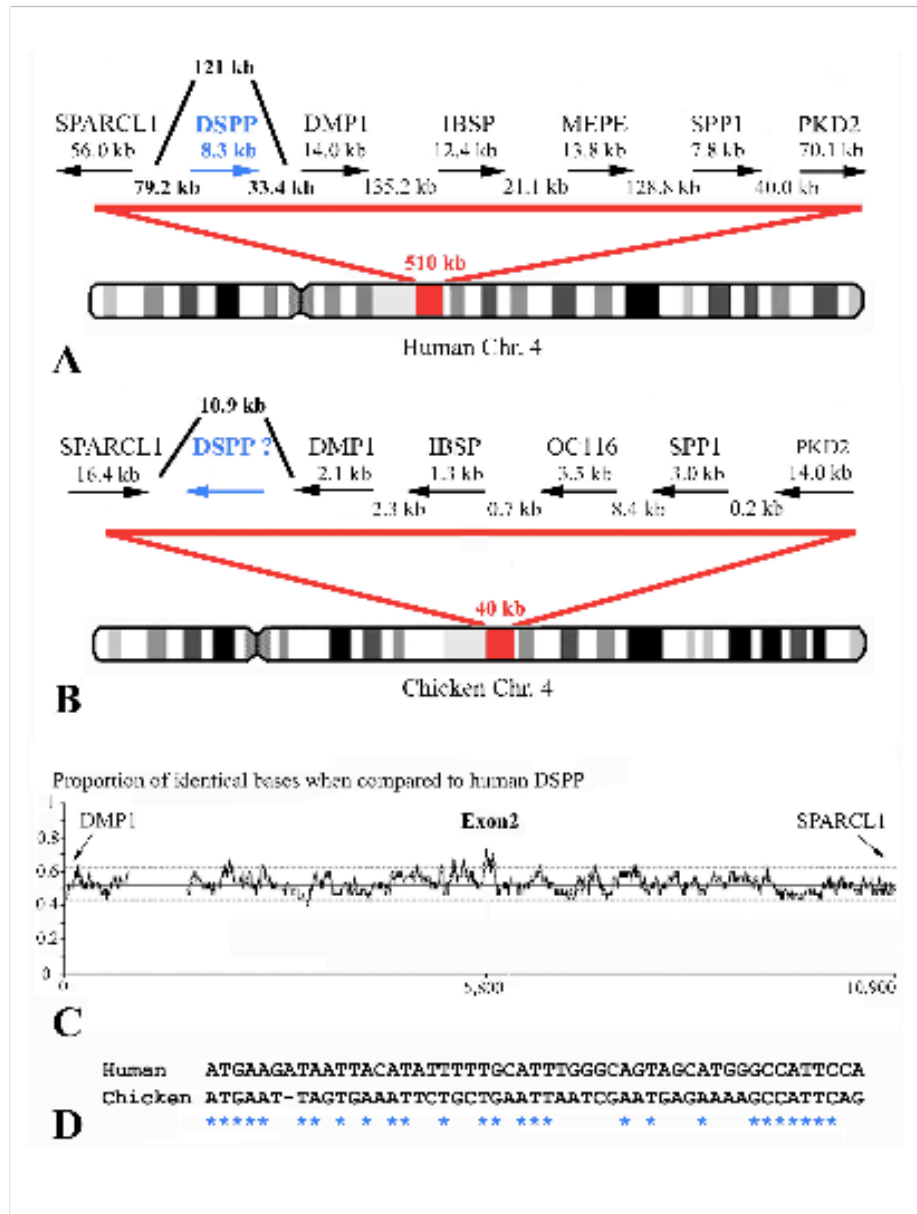 121 kb
SPARCL1 DSPP DMP1 IBSP MEPE SPP1 PKD2
56.0 kb 8.3 kb 14.0 kb 12.4 kb 13.8 kb 7.8 kb 70.1 kb
79.2 kb 33.4 kb 135.2 kb 21.1 kb 128.8 kb 40.0 kb
510 kb
Human Chr. 4
A
10.9 kb
SPARCL1 DSPP ? DMP1 IBSP OC116 SPP1 PKD2
16.4 kb 2.1 kb 1.3 kb 3.5 kb 3.0 kb 14.0 kb
2.3 kb 0.7 kb 8.4 kb 0.2 kb
40 kb
Chicken Chr. 4
B
Proportion of identical bases when compared to human DSPP
1
DMP1 Exon2 SPARCL1
0.8
0.6
0.4
0.2
0
0 5,800 10,900
C
Human ATGAAGATAATTACATATTTTTGCATTTGGGCAGTAGCATGGGCCATTCCA
Chicken ATGAAT-TAGTGAAATTCTGCTGAATTAATCGAATGAGAAAAGCCATTCAG
D